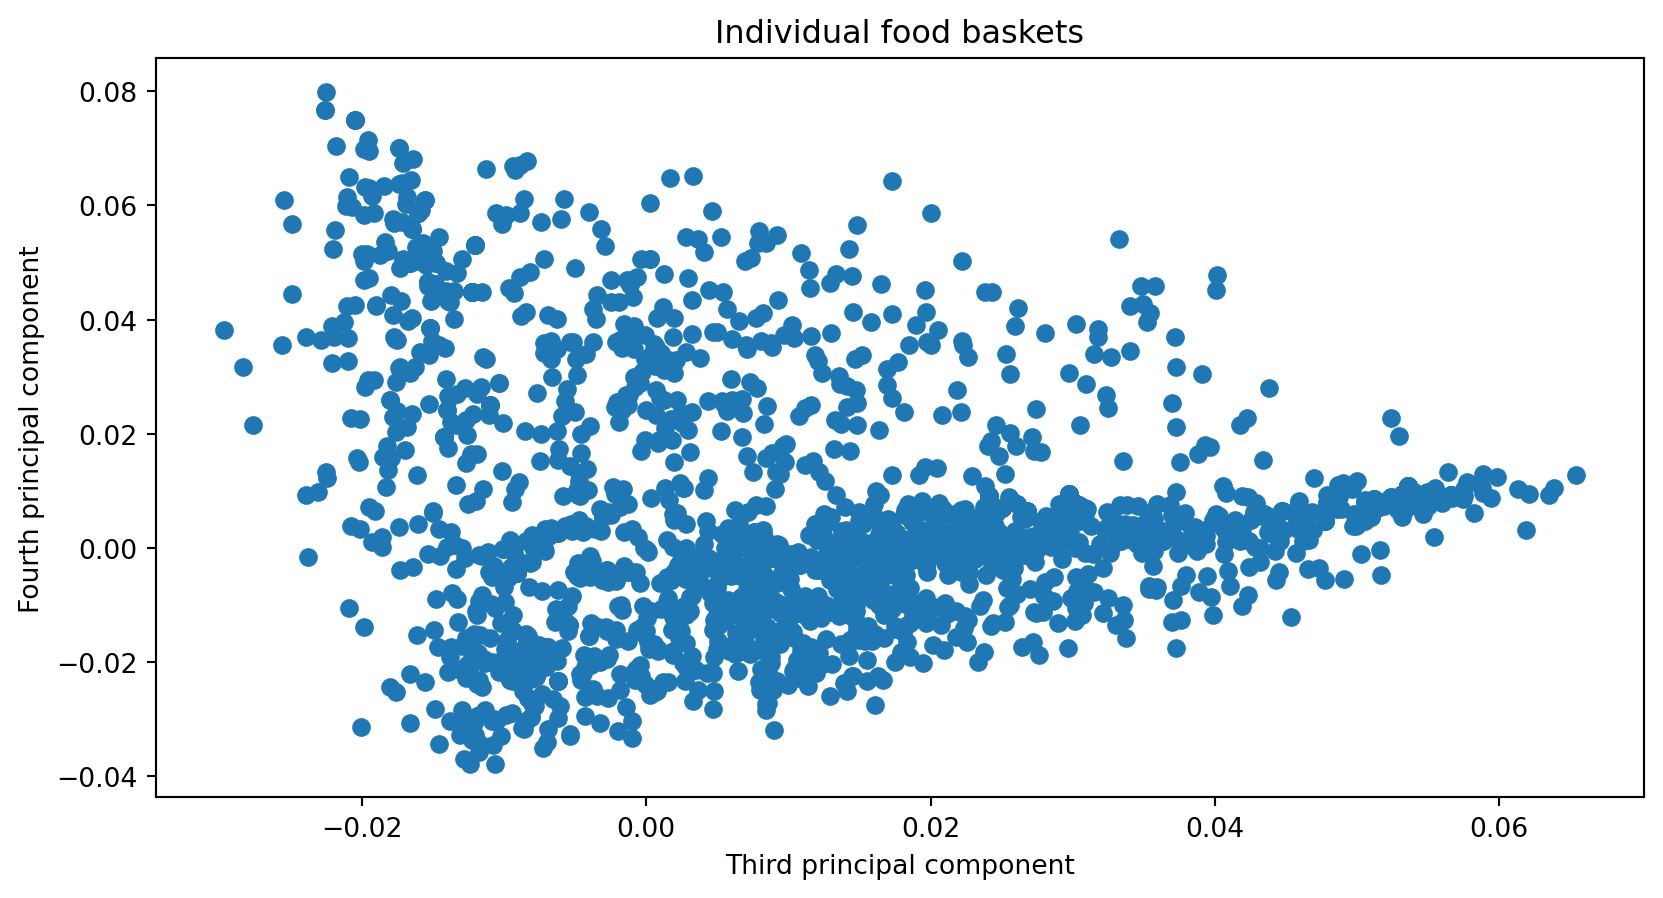 Individual food baskets
0.08
0.06
0.04
0.02
0.00
−0.02
−0.04
Fourth principal component
−0.02 0.00 0.02 0.04 0.06
Third principal component